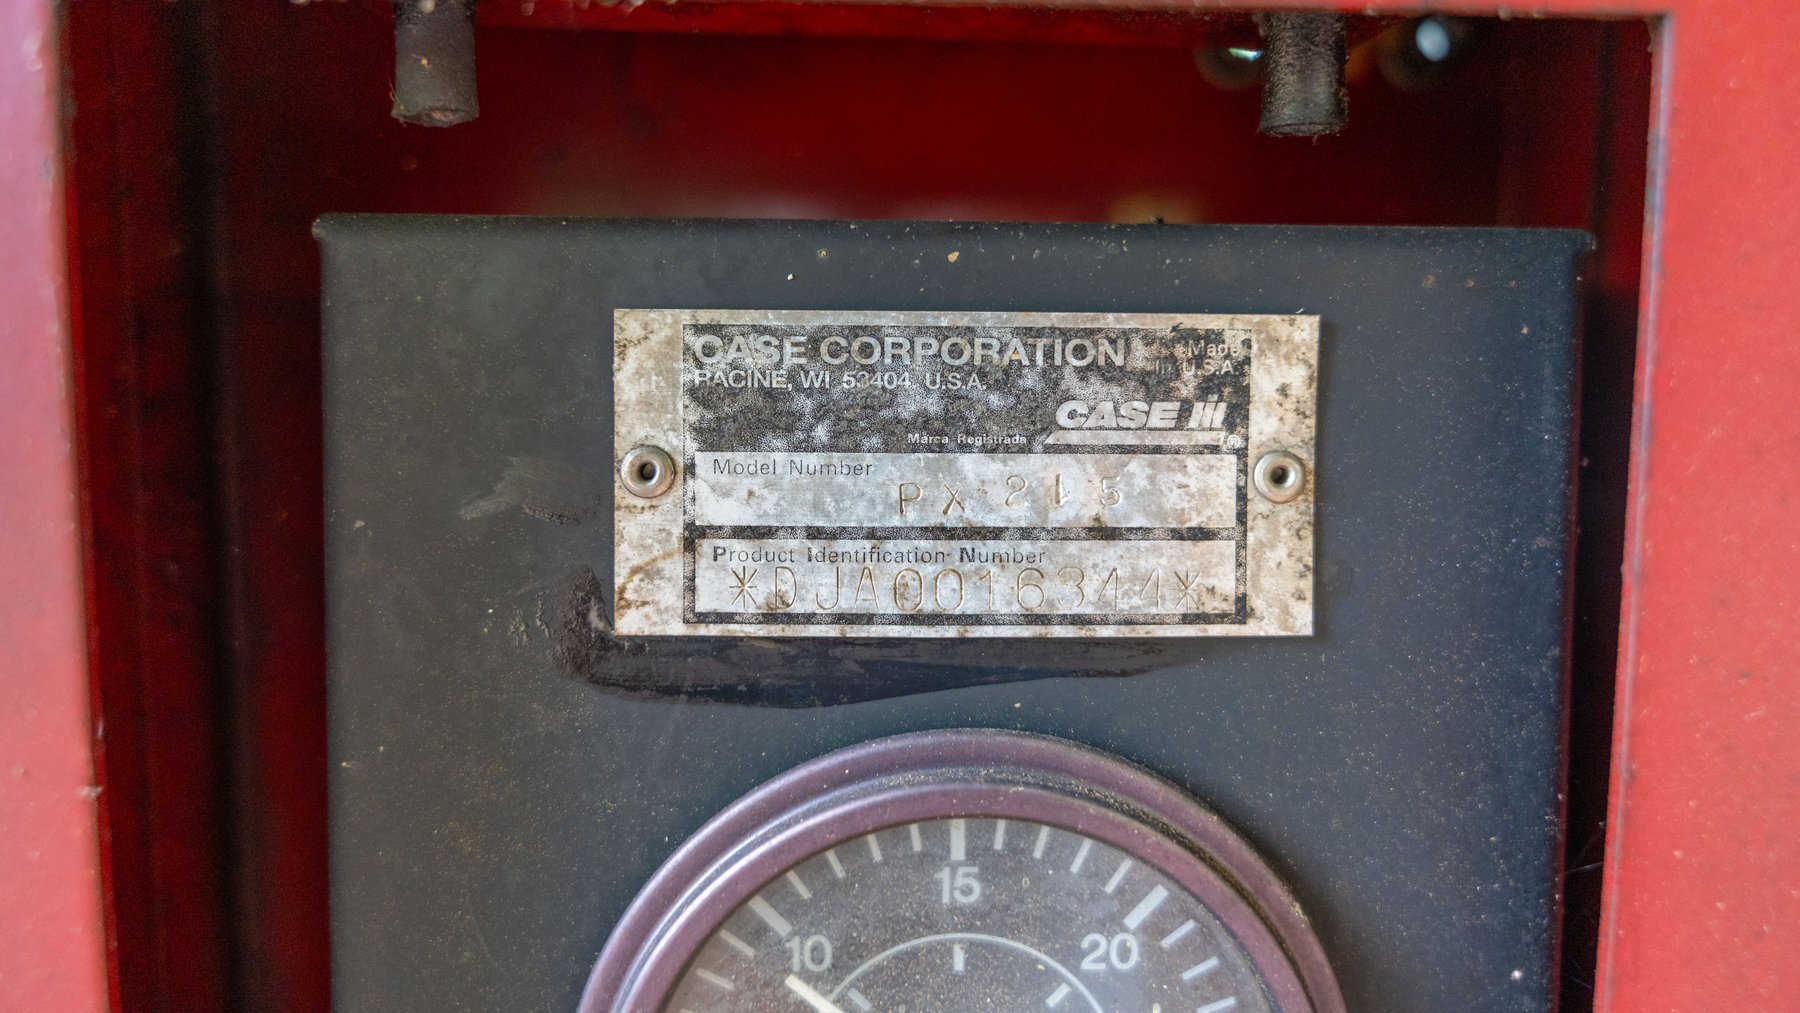 CASE CORPORATION
RACINE, WI 53404 U.S.A.
Made
In U.S.A.
CASE III
Marca Registrada ®
Model Number
PX 215
Product Identification Number
*DJA0016344*
15
10
20